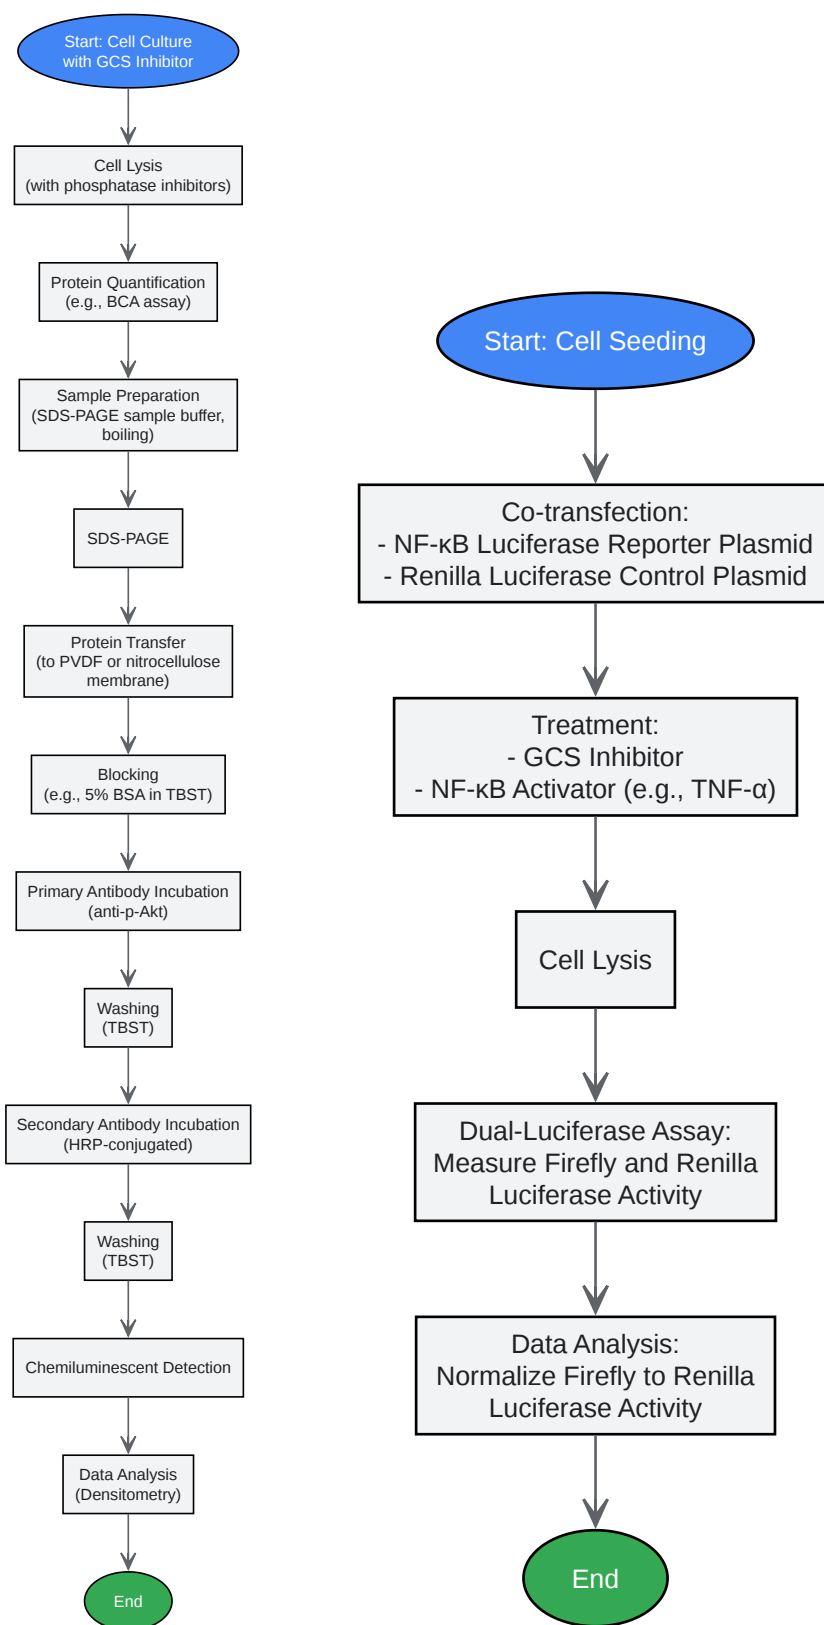 Start: Cell Culture
with GCS Inhibitor
Cell Lysis
(with phosphatase inhibitors)
Protein Quantification
(e.g., BCA assay)
Sample Preparation
(SDS-PAGE sample buffer,
boiling)
SDS-PAGE
Protein Transfer
(to PVDF or nitrocellulose
membrane)
Blocking
(e.g., 5% BSA in TBST)
Primary Antibody Incubation
(anti-p-Akt)
Washing
(TBST)
Secondary Antibody Incubation
(HRP-conjugated)
Washing
(TBST)
Chemiluminescent Detection
Data Analysis
(Densitometry)
End
Start: Cell Seeding
Co-transfection:
- NF-κB Luciferase Reporter Plasmid
- Renilla Luciferase Control Plasmid
Treatment:
- GCS Inhibitor
- NF-κB Activator (e.g., TNF-α)
Cell Lysis
Dual-Luciferase Assay:
Measure Firefly and Renilla
Luciferase Activity
Data Analysis:
Normalize Firefly to Renilla
Luciferase Activity
End